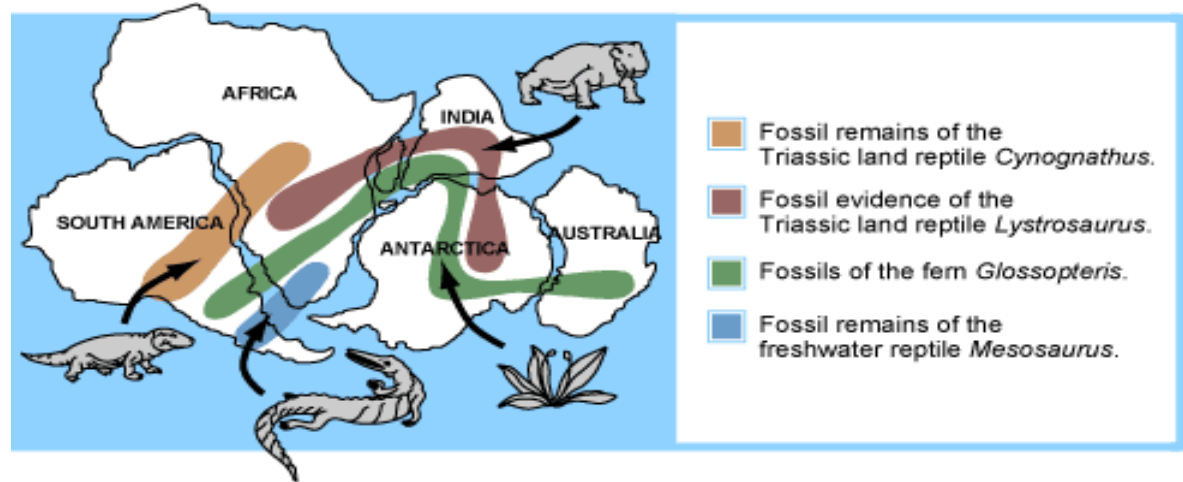 AFRICA
INDIA
SOUTH AMERICA
ANTARCTICA
AUSTRALIA
Fossil remains of the
Triassic land reptile Cynognathus.
Fossil evidence of the
Triassic land reptile Lystrosaurus.
Fossils of the fern Glossopteris.
Fossil remains of the
freshwater reptile Mesosaurus.